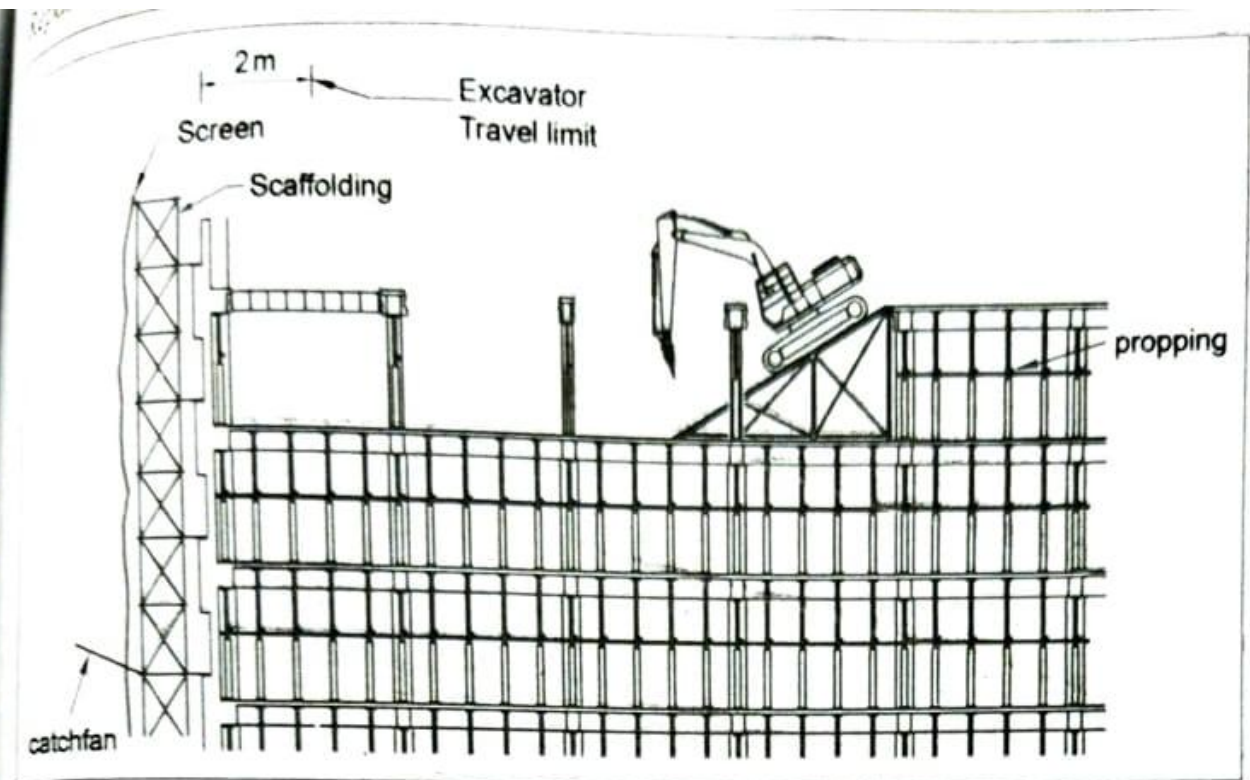 2m
Excavator
Travel limit
Screen
Scaffolding
propping
catchfan